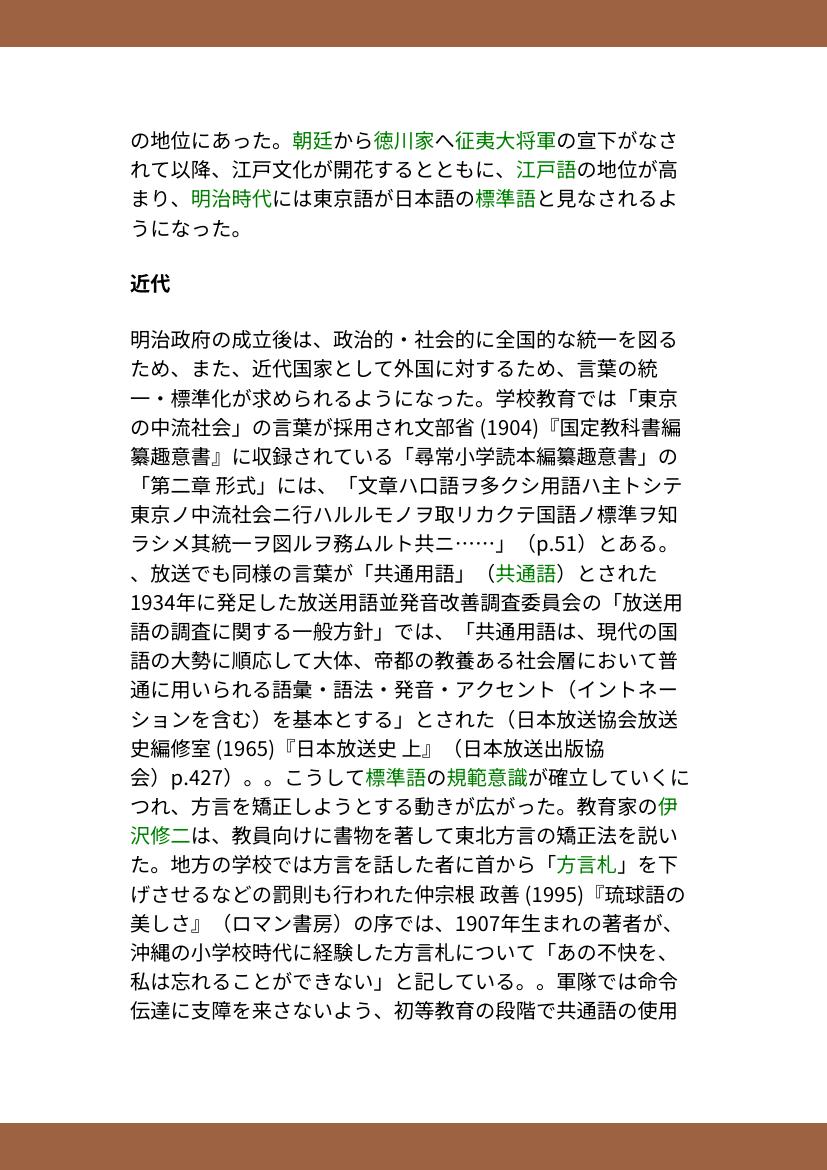 の地位にあった。朝廷から徳川家へ征夷大将軍の宣下がなさ
れて以降、江戸文化が開花するとともに、江戸語の地位が高
まり、明治時代には東京語が日本語の標準語と見なされるよ
うになった。
近代
明治政府の成立後は、政治的・社会的に全国的な統一を図る
ため、また、近代国家として外国に対するため、言葉の統
一・標準化が求められるようになった。学校教育では「東京
の中流社会」の言葉が採用され文部省 (1904)『国定教科書編
纂趣意書』に収録されている「尋常小学読本編纂趣意書」の
「第二章 形式」には、「文章ハ口語ヲ多クシ用語ハ主トシテ
東京ノ中流社会ニ行ハルルモノヲ取リカクテ国語ノ標準ヲ知
ラシメ其統一ヲ図ルヲ務ムルト共ニ……」（p.51）とある。
、放送でも同様の言葉が「共通用語」（共通語）とされた
1934年に発足した放送用語並発音改善調査委員会の「放送用
語の調査に関する一般方針」では、「共通用語は、現代の国
語の大勢に順応して大体、帝都の教養ある社会層において普
通に用いられる語彙・語法・発音・アクセント（イントネー
ションを含む）を基本とする」とされた（日本放送協会放送
史編修室 (1965)『日本放送史 上』（日本放送出版協
会）p.427）。。こうして標準語の規範意識が確立していくに
つれ、方言を矯正しようとする動きが広がった。教育家の伊
沢修二は、教員向けに書物を著して東北方言の矯正法を説い
た。地方の学校では方言を話した者に首から「方言札」を下
げさせるなどの罰則も行われた仲宗根 政善 (1995)『琉球語の
美しさ』（ロマン書房）の序では、1907年生まれの著者が、
沖縄の小学校時代に経験した方言札について「あの不快を、
私は忘れることができない」と記している。。軍隊では命令
伝達に支障を来さないよう、初等教育の段階で共通語の使用